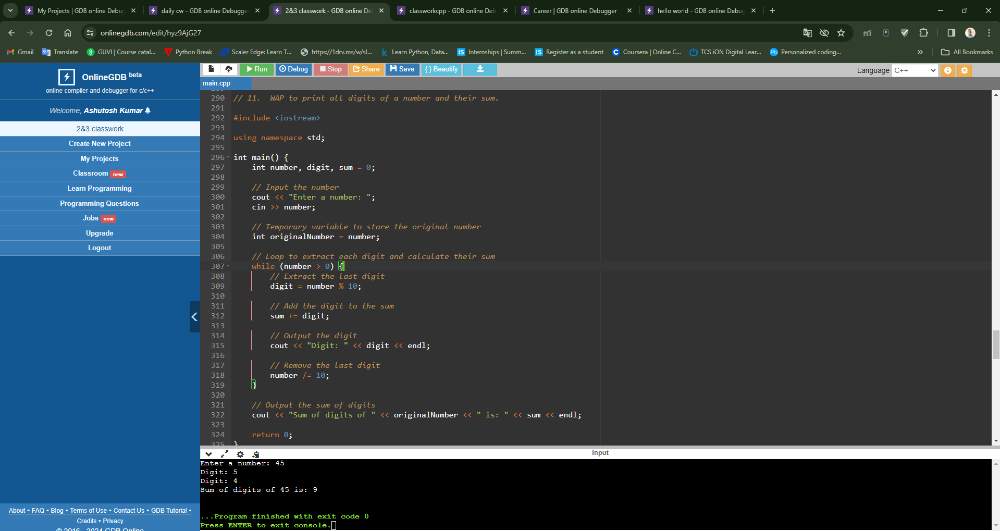 My Projects | GDB online Debug
daily cw - GDB online Debugge
2&3 classwork - GDB online De
classworkcpp - GDB online Deb
Career | GDB online Debugger
hello world - GDB online Debug
onlinegdb.com/edit/hyz9AjG27
Gmail
Translate
GUVI | Course catal...
Python Break
Scaler Edge: Learn T...
https://1drv.ms/w/s!...
Learn Python, Data...
Internships | Summ...
Register as a student
Coursera | Online C...
TCS iON Digital Lear...
Personalized coding...
»
All Bookmarks
OnlineGDB beta
online compiler and debugger for c/c++
Welcome, Ashutosh Kumar
2&3 classwork
Create New Project
My Projects
Classroom new
Learn Programming
Programming Questions
Jobs new
Upgrade
Logout
About • FAQ • Blog • Terms of Use • Contact Us • GDB Tutorial •
Credits • Privacy
© 2016 - 2024 GDB Online
Run
Debug
Stop
Share
Save
{ } Beautify
Language C++
main.cpp
290 // 11.  WAP to print all digits of a number and their sum.
291
292 #include <iostream>
293
294 using namespace std;
295
296 int main() {
297     int number, digit, sum = 0;
298
299     // Input the number
300     cout << "Enter a number: ";
301     cin >> number;
302
303     // Temporary variable to store the original number
304     int originalNumber = number;
305
306     // Loop to extract each digit and calculate their sum
307     while (number > 0) {
308         // Extract the last digit
309         digit = number % 10;
310
311         // Add the digit to the sum
312         sum += digit;
313
314         // Output the digit
315         cout << "Digit: " << digit << endl;
316
317         // Remove the last digit
318         number /= 10;
319     }
320
321     // Output the sum of digits
322     cout << "Sum of digits of " << originalNumber << " is: " << sum << endl;
323
324     return 0;
325 }
input
Enter a number: 45
Digit: 5
Digit: 4
Sum of digits of 45 is: 9
...Program finished with exit code 0
Press ENTER to exit console.